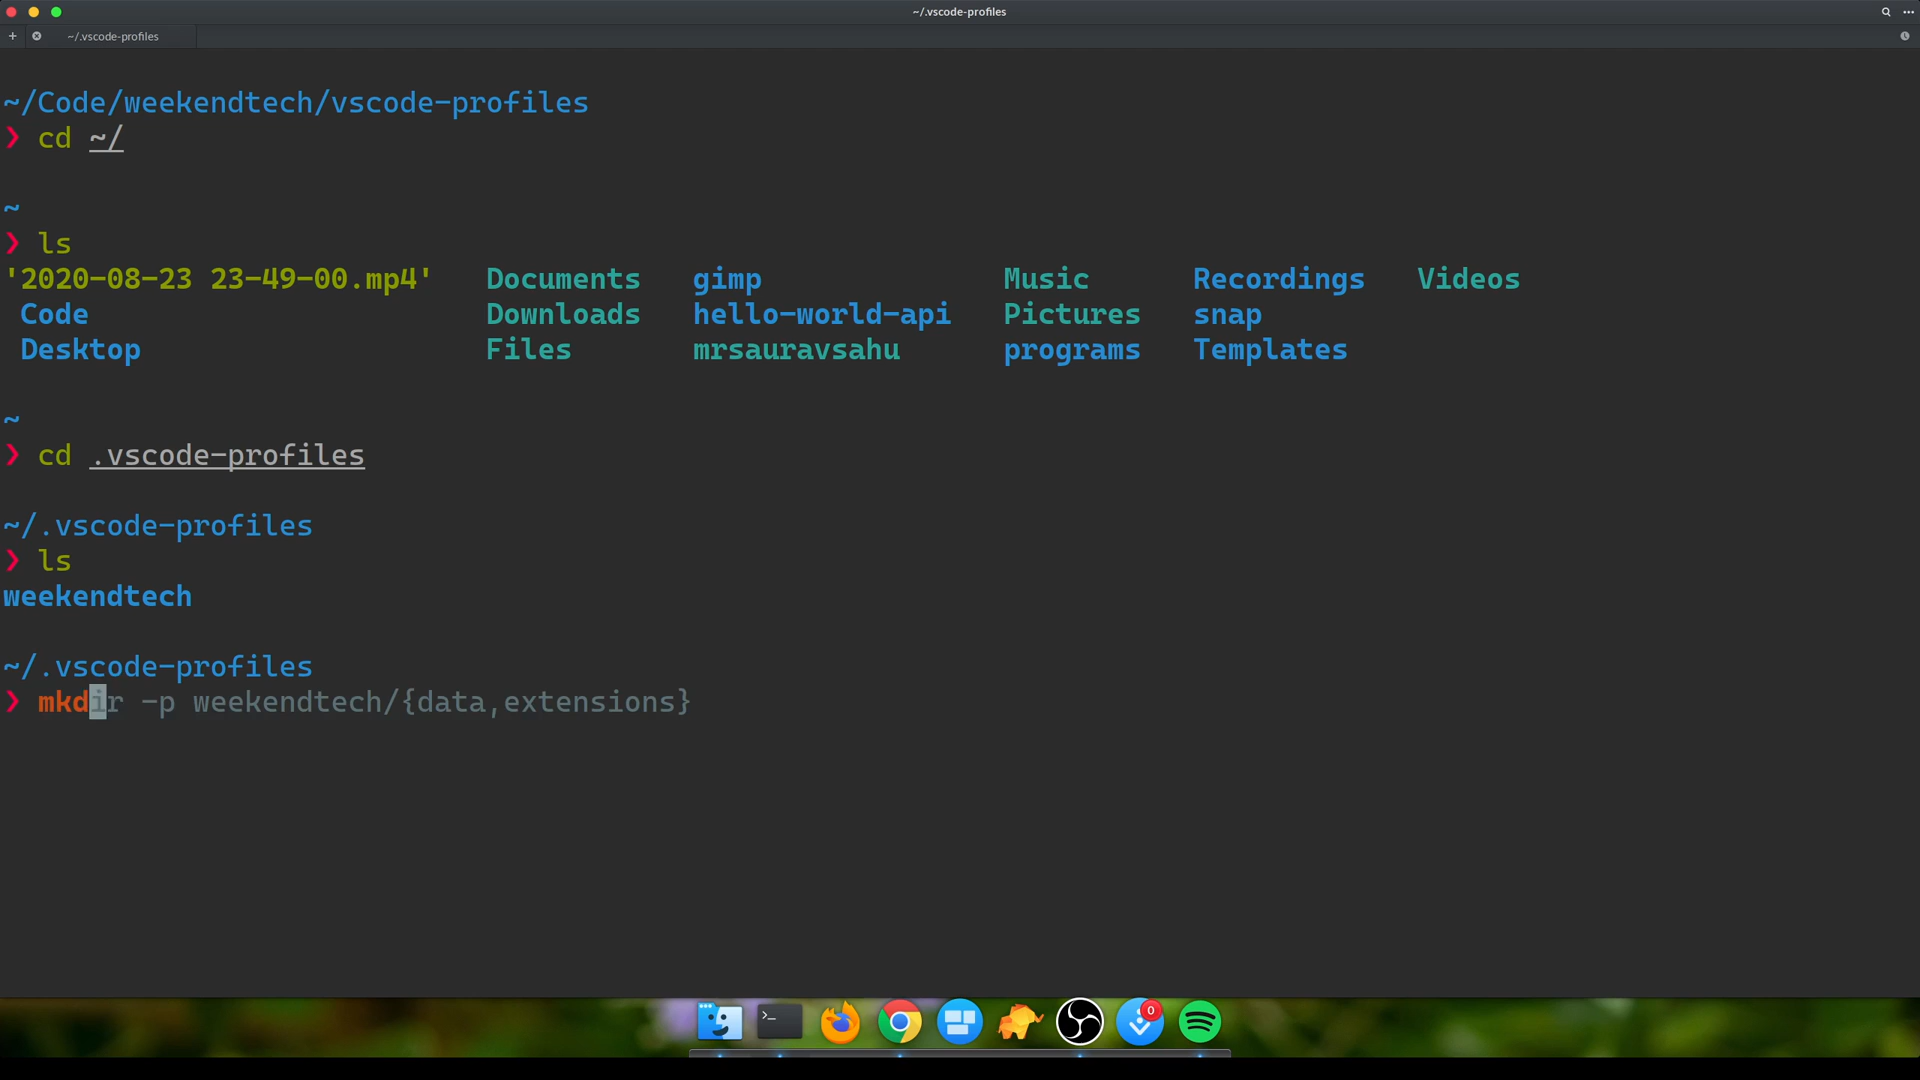 ~/.vscode-profiles
~/.vscode-profiles
~/Code/weekendtech/vscode-profiles
❯ cd ~/
~
❯ ls
'2020-08-23 23-49-00.mp4' Documents gimp Music Recordings Videos
Code Downloads hello-world-api Pictures snap
Desktop Files mrsauravsahu programs Templates
~
❯ cd .vscode-profiles
~/.vscode-profiles
❯ ls
weekendtech
~/.vscode-profiles
❯ mkdir -p weekendtech/{data,extensions}
>_
0